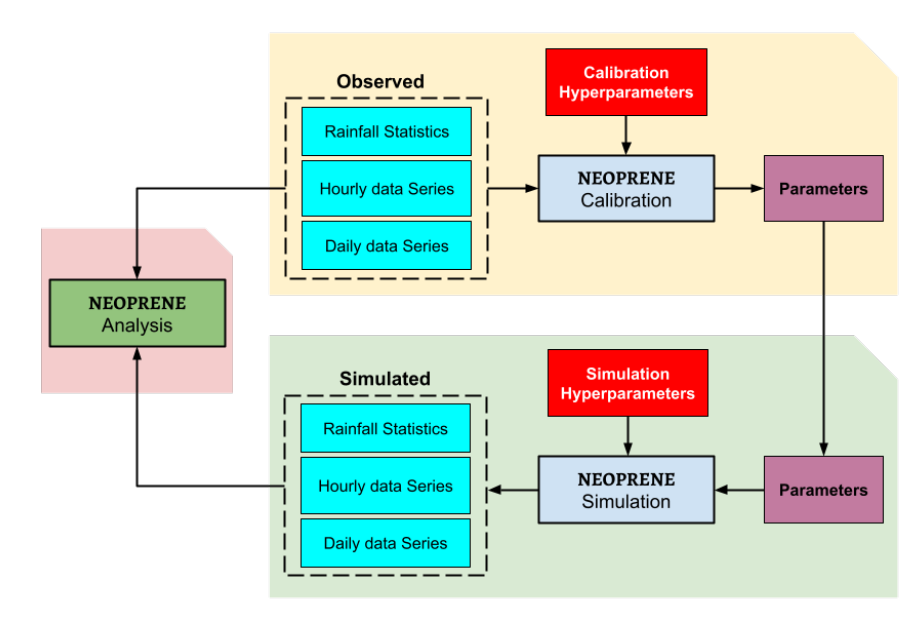 Observed
Rainfall Statistics
Hourly data Series
Daily data Series
Calibration
Hyperparameters
NEOPRENE
Calibration
Parameters
NEOPRENE
Analysis
Simulated
Rainfall Statistics
Hourly data Series
Daily data Series
Simulation
Hyperparameters
NEOPRENE
Simulation
Parameters